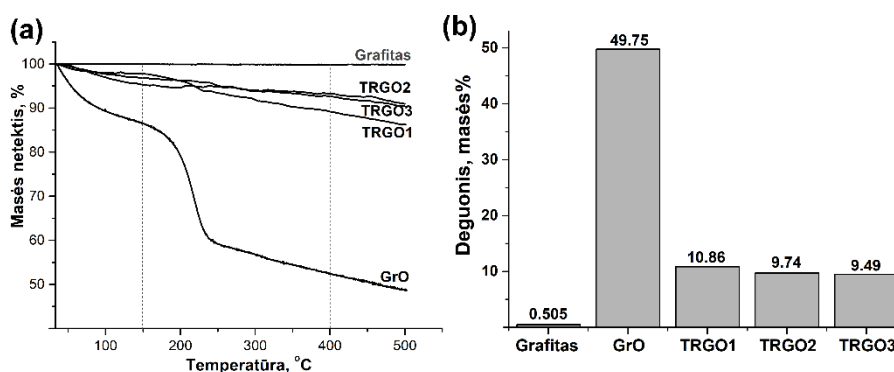 (a)
Grafitas
100
TRGO2
TRGO3
TRGO1
90
80
70
60
50
GrO
Masės netektis, %
100
200
300
400
500
Temperatūra, °C
(b)
50
40
30
20
10
0
Deguonis, masės%
0.505
49.75
10.86
9.74
9.49
Grafitas
GrO
TRGO1
TRGO2
TRGO3